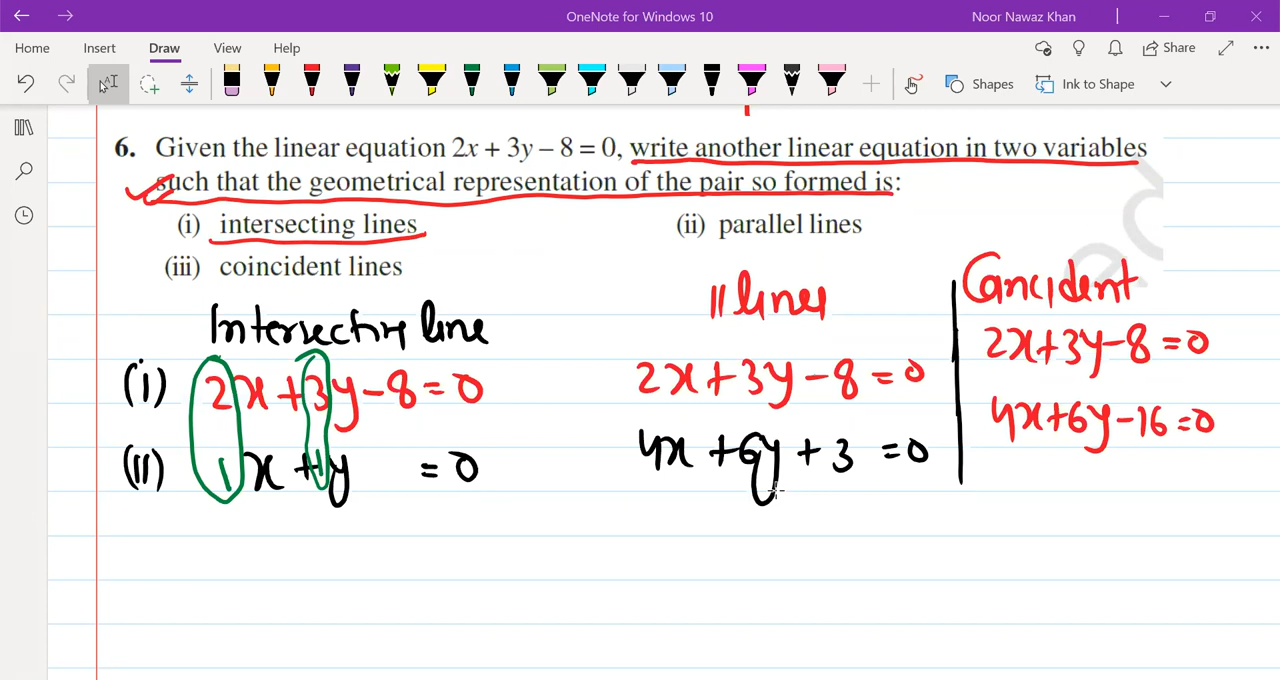 OneNote for Windows 10
Noor Nawaz Khan
Home Insert Draw View Help
Share
Shapes
Ink to Shape
6. Given the linear equation 2x + 3y – 8 = 0, write another linear equation in two variables
such that the geometrical representation of the pair so formed is:
(i) intersecting lines
(ii) parallel lines
(iii) coincident lines
Intersecting line
(i) 2x+3y-8=0
(ii) 1x+1y =0
|| lines
2x+3y-8=0
4x+6y+3=0
Concident
2x+3y-8=0
4x+6y-16=0